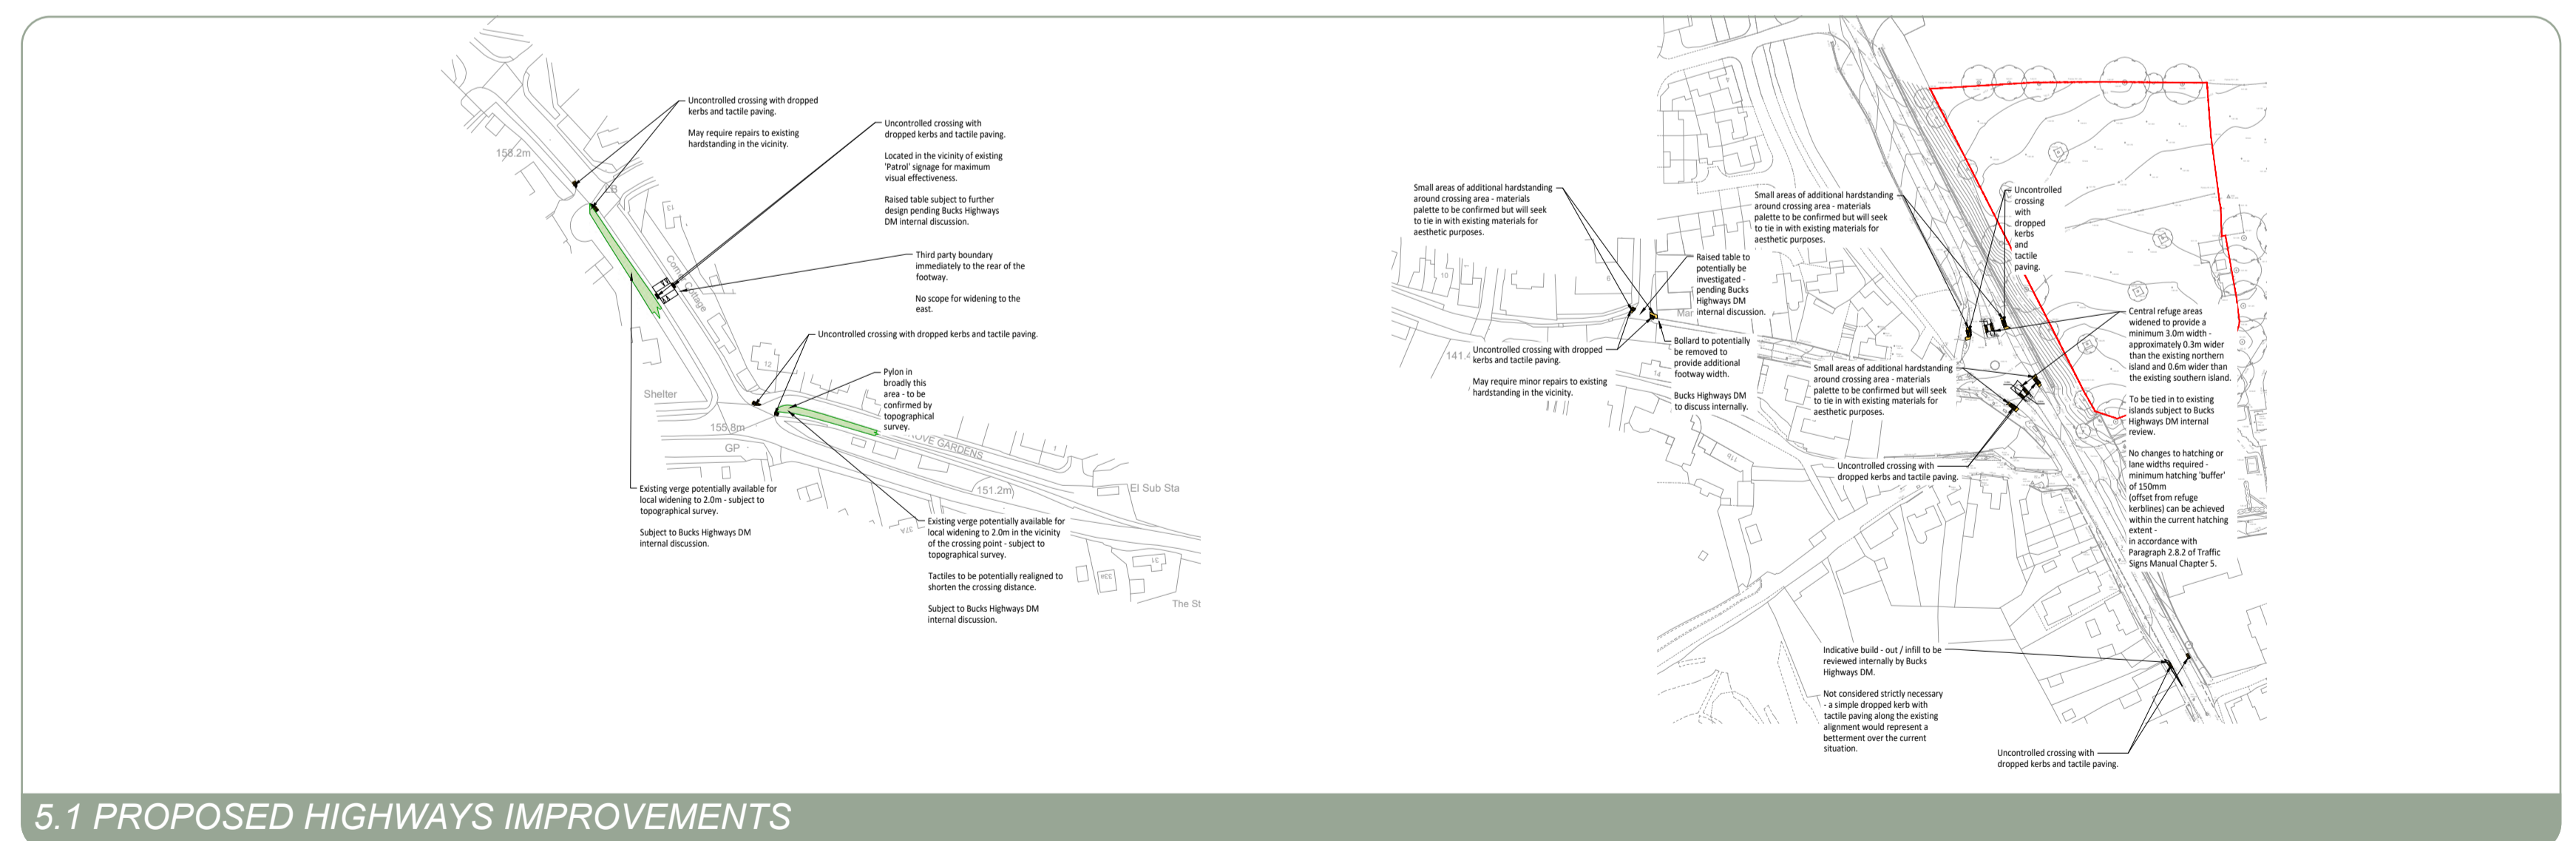 Uncontrolled crossing with dropped
kerbs and tactile paving.
May require repairs to existing
hardstanding in the vicinity.
158.2m
LB
13
Uncontrolled crossing with
dropped kerbs and tactile paving.
Located in the vicinity of existing
'Patrol' signage for maximum
visual effectiveness.
Raised table subject to further
design pending Bucks Highways
DM internal discussion.
Third party boundary
immediately to the rear of the
footway.
No scope for widening to the
east.
Cottage
Uncontrolled crossing with dropped kerbs and tactile paving.
12
Pylon in
broadly this
area - to be
confirmed by
topographical
survey.
Shelter
155.8m
GP
OVE GARDENS
1
151.2m
El Sub Sta
Existing verge potentially available for
local widening to 2.0m - subject to
topographical survey.
Subject to Bucks Highways DM
internal discussion.
37A
Existing verge potentially available for
local widening to 2.0m in the vicinity
of the crossing point - subject to
topographical survey.
Tactiles to be potentially realigned to
shorten the crossing distance.
Subject to Bucks Highways DM
internal discussion.
31
33a
The St
Small areas of additional hardstanding
around crossing area - materials
palette to be confirmed but will seek
to tie in with existing materials for
aesthetic purposes.
10
6
141.4
Uncontrolled crossing with dropped
kerbs and tactile paving.
May require minor repairs to existing
hardstanding in the vicinity.
Raised table to
potentially be
investigated -
pending Bucks
Highways DM
internal discussion.
Mar
14
Bollard to potentially
be removed to
provide additional
footway width.
Bucks Highways DM
to discuss internally.
Small areas of additional hardstanding
around crossing area - materials
palette to be confirmed but will seek
to tie in with existing materials for
aesthetic purposes.
Uncontrolled
crossing
with
dropped
kerbs
and
tactile
paving.
Small areas of additional hardstanding
around crossing area - materials
palette to be confirmed but will seek
to tie in with existing materials for
aesthetic purposes.
Uncontrolled crossing with
dropped kerbs and tactile paving.
Central refuge areas
widened to provide a
minimum 3.0m width -
approximately 0.3m wider
than the existing northern
island and 0.6m wider than
the existing southern island.
To be tied in to existing
islands subject to Bucks
Highways DM internal
review.
No changes to hatching or
lane widths required -
minimum hatching 'buffer'
of 150mm
(offset from refuge
kerblines) can be achieved
within the current hatching
extent -
in accordance with
Paragraph 2.8.2 of Traffic
Signs Manual Chapter 5.
Indicative build - out / infill to be
reviewed internally by Bucks
Highways DM.
Not considered strictly necessary
- a simple dropped kerb with
tactile paving along the existing
alignment would represent a
betterment over the current
situation.
Uncontrolled crossing with
dropped kerbs and tactile paving.
5.1 PROPOSED HIGHWAYS IMPROVEMENTS